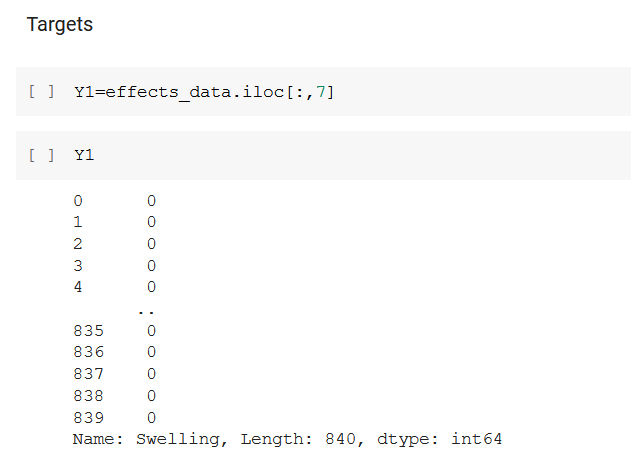 Targets
[ ] Y1=effects_data.iloc[:,7]
[ ] Y1
0 0
1 0
2 0
3 0
4 0
..
835 0
836 0
837 0
838 0
839 0
Name: Swelling, Length: 840, dtype: int64